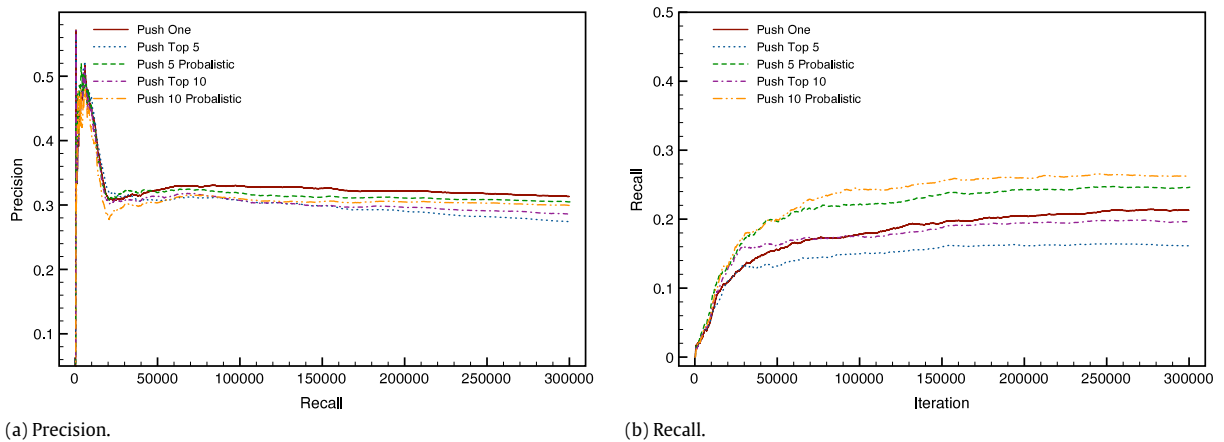 Precision
0.5
0.4
0.3
0.2
0.1
Push One
Push Top 5
Push 5 Probalistic
Push Top 10
Push 10 Probalistic
0 50000 100000 150000 200000 250000 300000
Recall
(a) Precision.
Recall
0.5
0.4
0.3
0.2
0.1
0
Push One
Push Top 5
Push 5 Probalistic
Push Top 10
Push 10 Probalistic
0 50000 100000 150000 200000 250000 300000
Iteration
(b) Recall.